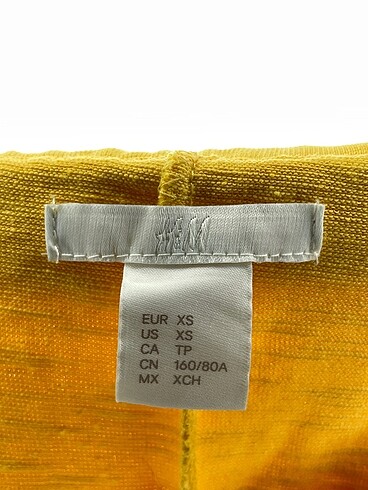 H&M
EUR XS
US XS
CA TP
CN 160/80A
MX XCH